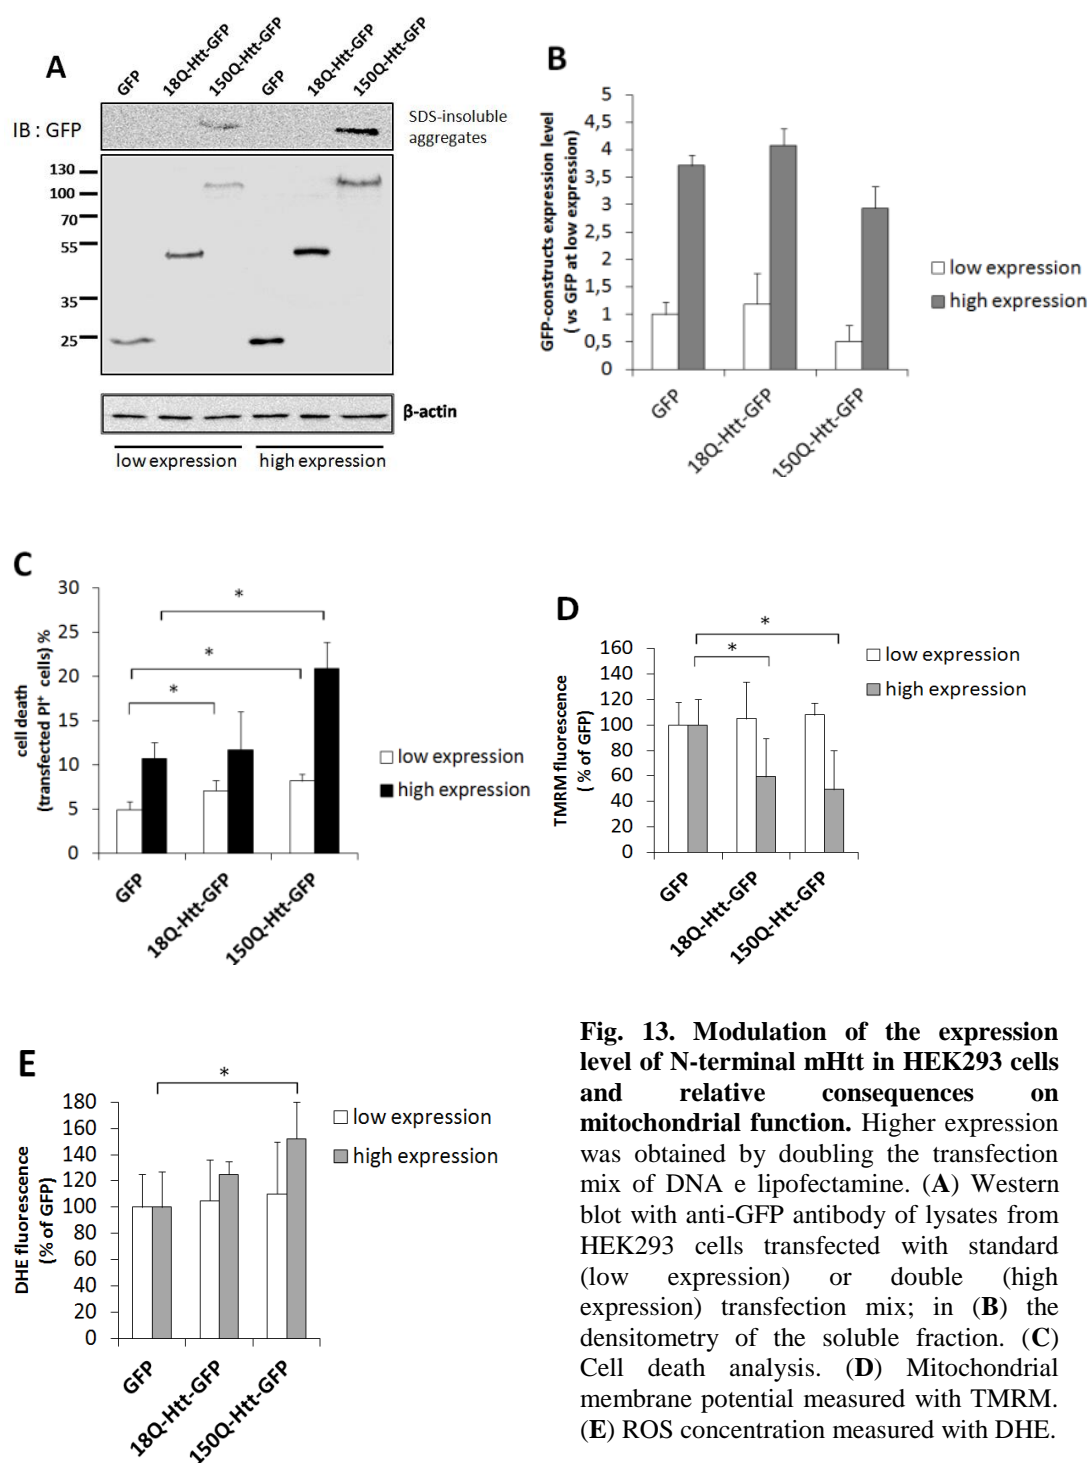 A
GFP
18Q-Htt-GFP
150Q-Htt-GFP
GFP
18Q-Htt-GFP
150Q-Htt-GFP
IB : GFP
SDS-insoluble
aggregates
130
100
70
55
35
25
β-actin
low expression
high expression
B
GFP-constructs expression level
( vs GFP at low expression)
5
4,5
4
3,5
3
2,5
2
1,5
1
0,5
0
GFP
18Q-Htt-GFP
150Q-Htt-GFP
low expression
high expression
C
cell death
(transfected PI+ cells) %
30
25
20
15
10
5
0
*
*
*
GFP
18Q-Htt-GFP
150Q-Htt-GFP
low expression
high expression
D
TMRM fluorescence
( % of GFP)
160
140
120
100
80
60
40
20
0
*
*
GFP
18Q-Htt-GFP
150Q-Htt-GFP
low expression
high expression
E
DHE fluorescence
(% of GFP)
180
160
140
120
100
80
60
40
20
0
*
GFP
18Q-Htt-GFP
150Q-Htt-GFP
low expression
high expression
Fig. 13. Modulation of the expression
level of N-terminal mHtt in HEK293 cells
and relative consequences on
mitochondrial function. Higher expression
was obtained by doubling the transfection
mix of DNA e lipofectamine. (A) Western
blot with anti-GFP antibody of lysates from
HEK293 cells transfected with standard
(low expression) or double (high
expression) transfection mix; in (B) the
densitometry of the soluble fraction. (C)
Cell death analysis. (D) Mitochondrial
membrane potential measured with TMRM.
(E) ROS concentration measured with DHE.